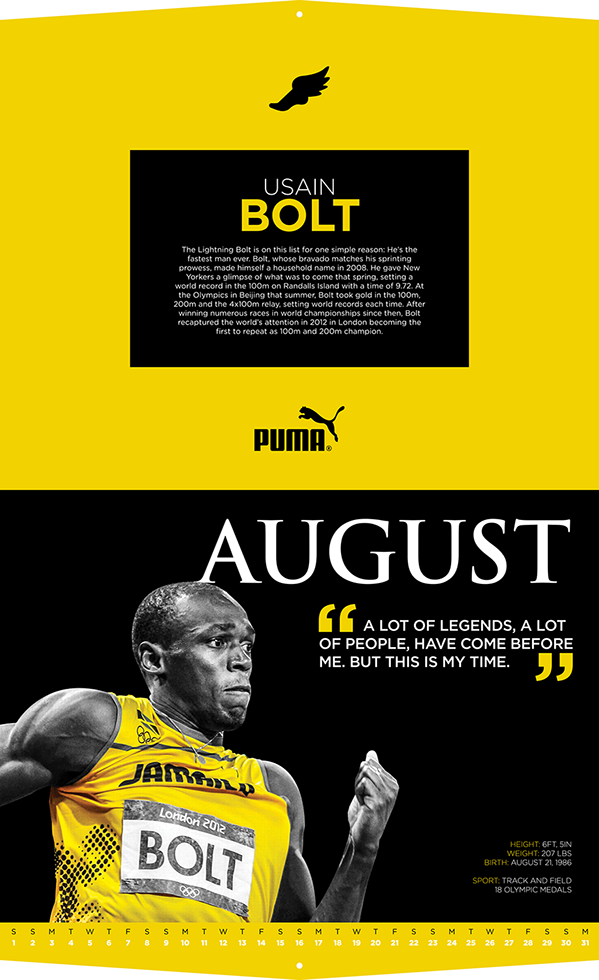 USAIN
BOLT
The Lightning Bolt is on this list for one simple reason: He's the
fastest man ever. Bolt, whose bravado matches his sprinting
prowess, made himself a household name in 2008. He gave New
Yorkers a glimpse of what was to come that spring, setting a
world record in the 100m on Randalls Island with a time of 9.72. At
the Olympics in Beijing that summer, Bolt took gold in the 100m,
200m and the 4x100m relay, setting world records each time. After
winning numerous races in world championships since then, Bolt
recaptured the world's attention in 2012 in London becoming the
first to repeat as 100m and 200m champion.
PUMA®
AUGUST
“ A LOT OF LEGENDS, A LOT
OF PEOPLE, HAVE COME BEFORE
ME. BUT THIS IS MY TIME. ”
JAMAICA
London 2012
BOLT
HEIGHT: 6FT, 5IN
WEIGHT: 207 LBS
BIRTH: AUGUST 21, 1986
SPORT: TRACK AND FIELD
18 OLYMPIC MEDALS
S S M T W T F S S M T W T F S S M T W T F S S M T W T F S S M
1 2 3 4 5 6 7 8 9 10 11 12 13 14 15 16 17 18 19 20 21 22 23 24 25 26 27 28 29 30 31